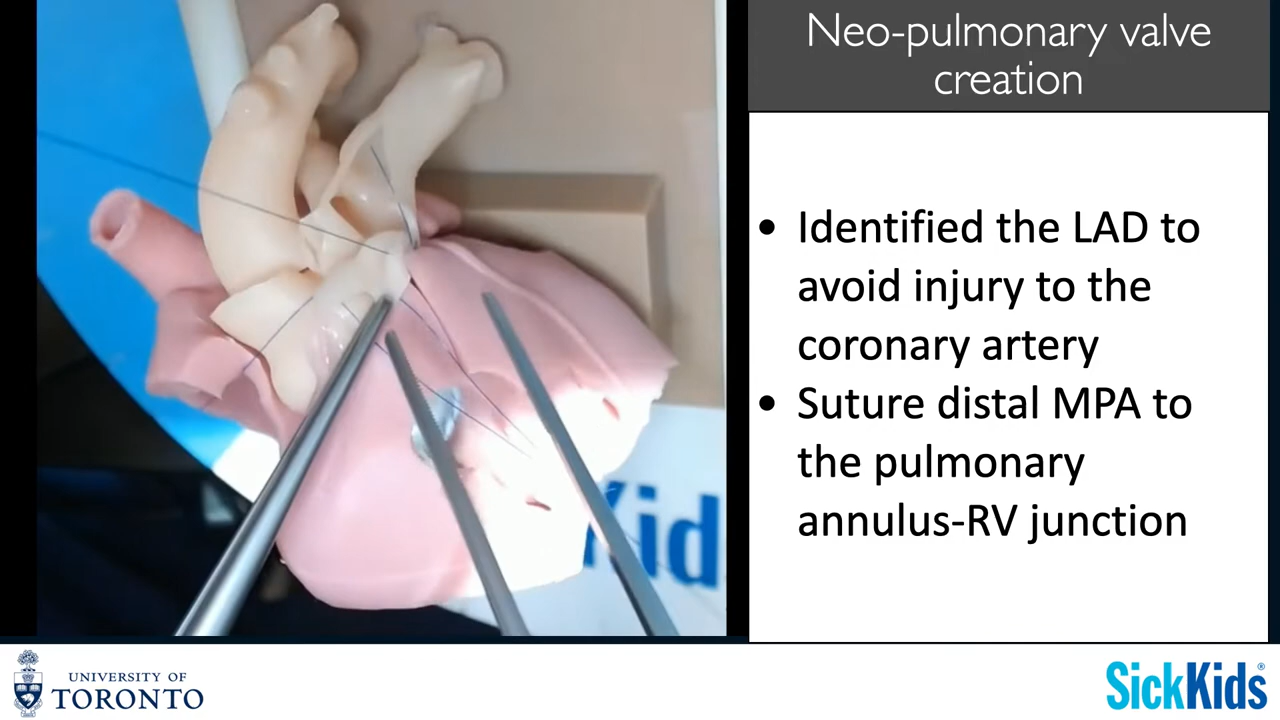 Neo-pulmonary valve
creation
• Identified the LAD to
avoid injury to the
coronary artery
• Suture distal MPA to
the pulmonary
annulus-RV junction
Kid
UNIVERSITY OF
TORONTO
SickKids®